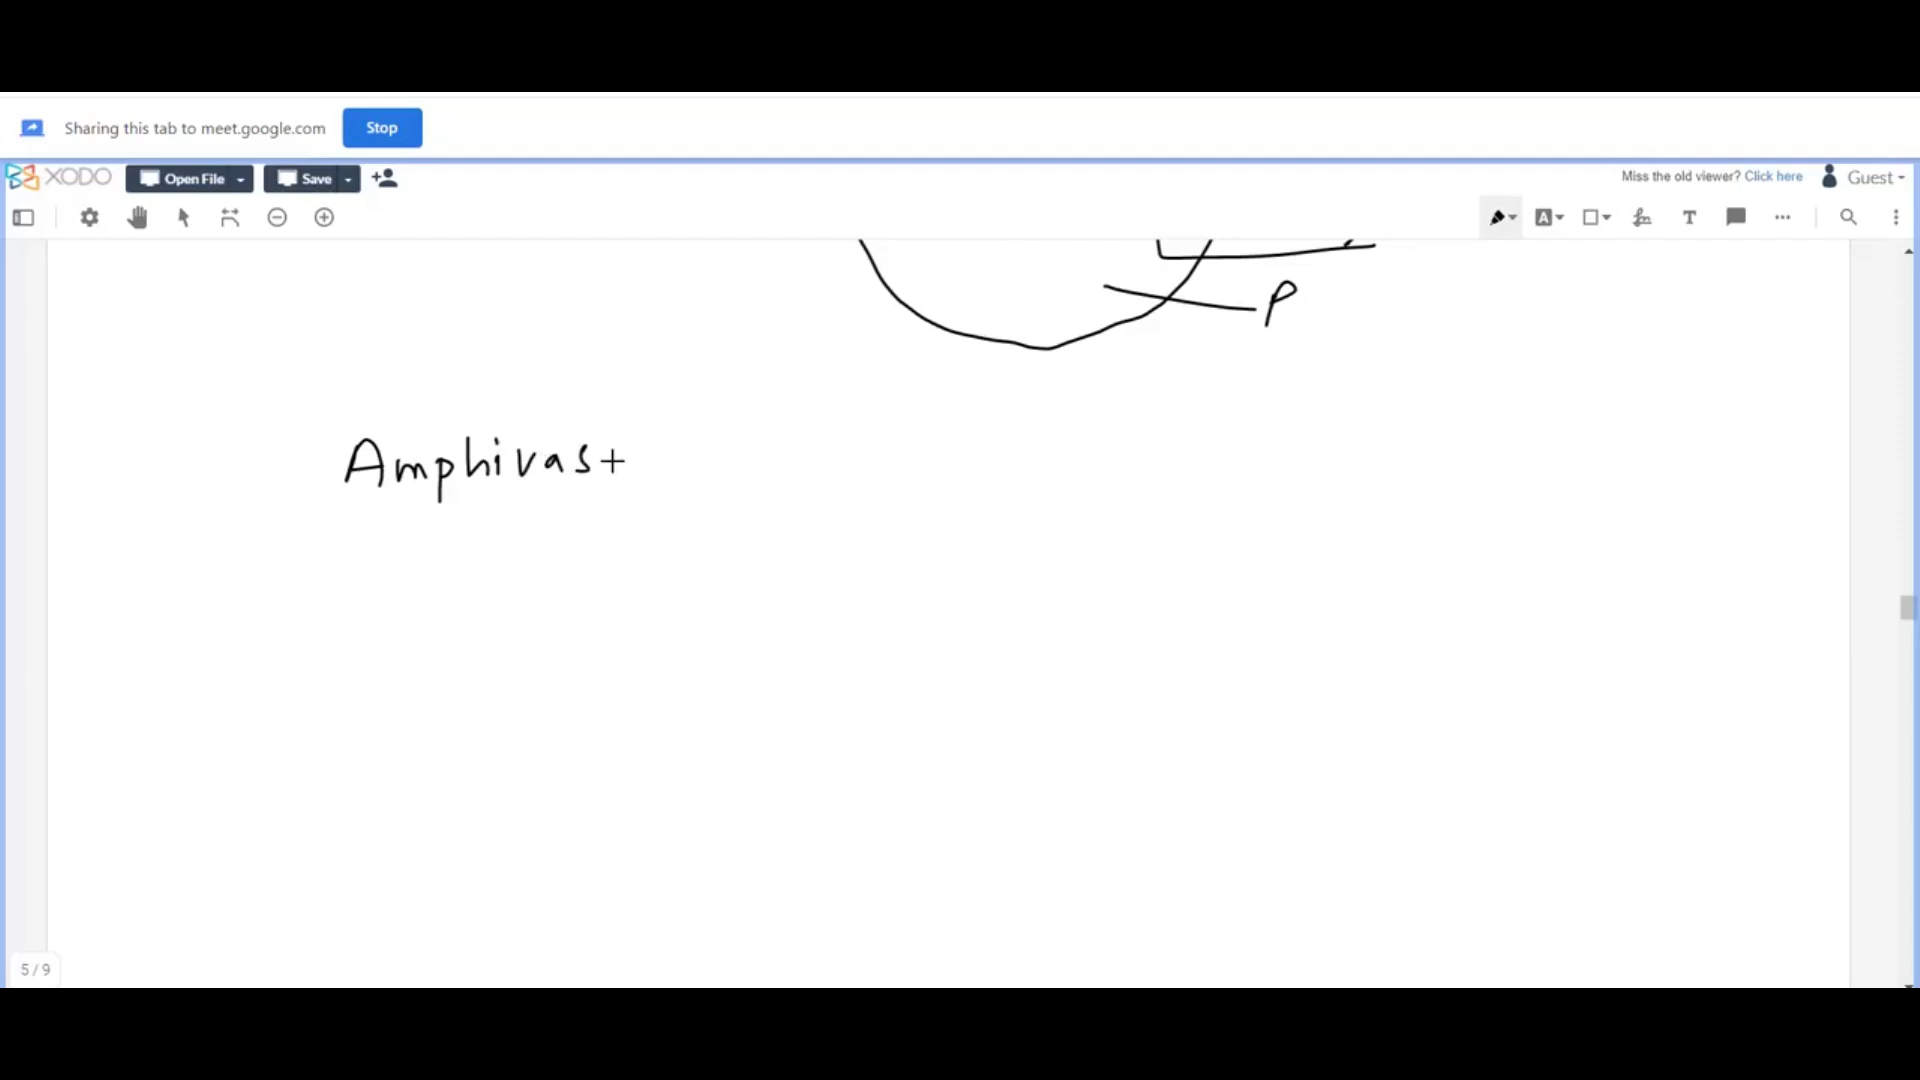 Sharing this tab to meet.google.com Stop
XODO Open File Save Miss the old viewer? Click here Guest
A T
P
Amphivas
5 / 9